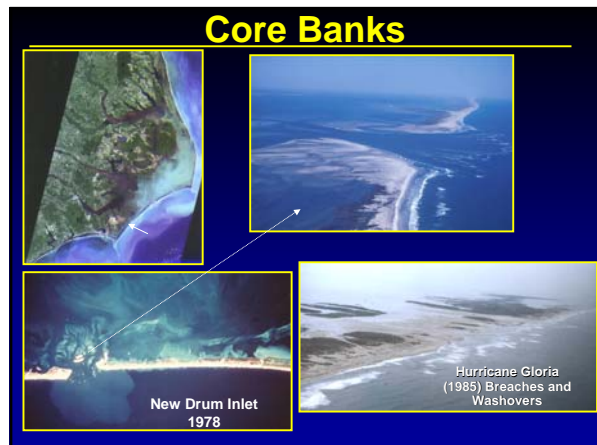 Core Banks
New Drum Inlet
1978
Hurricane Gloria
(1985) Breaches and
Washovers